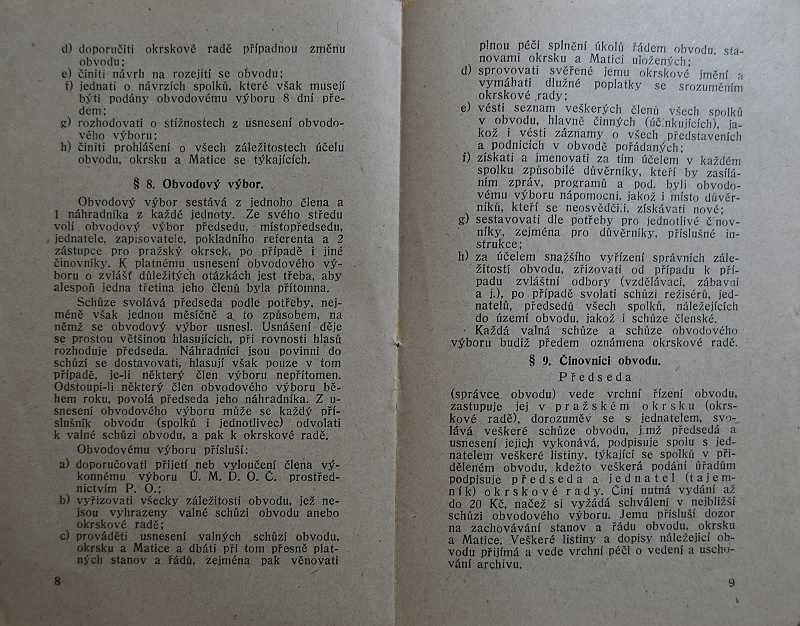 d) doporučiti okrskové radě případnou změnu
obvodu;
e) činiti návrh na rozejití se obvodu;
f) jednati o návrzích spolků, které však musejí
býti podány obvodovému výboru 8 dní pře-
dem;
g) rozhodovati o stížnostech z usnesení obvodo-
vého výboru;
h) činiti prohlášení o všech záležitostech účelu
obvodu, okrsku a Matice se týkajících.
§ 8. Obvodový výbor.
Obvodový výbor sestává z jednoho člena a
1 náhradníka z každé jednoty. Ze svého středu
volí obvodový výbor předsedu, místopředsedu,
jednatele, zapisovatele, pokladního referenta a 2
zástupce pro pražský okrsek, po případě i jiné
činovníky. K platnému usnesení obvodového vý-
boru o zvlášť důležitých otázkách jest třeba, aby
alespoň jedna třetina jeho členů byla přítomna.
Schůze svolává předseda podle potřeby, nej-
méně však jednou měsíčně a to způsobem, na
němž se obvodový výbor usnesl. Usnášení děje
se prostou většinou hlasujících, při rovnosti hlasů
rozhoduje předseda. Náhradníci jsou povinni do
schůzí se dostavovati, hlasují však pouze v tom
případě, je-li některý člen výboru nepřítomen.
Odstoupí-li některý člen obvodového výboru bě-
hem roku, povolá předseda jeho náhradníka. Z u-
snesení obvodového výboru může se každý pří-
slušník obvodu (spolků i jednotlivec) odvolati
k valné schůzi obvodu, a pak k okrskové radě.
Obvodovému výboru přísluší:
a) doporučovati přijetí neb vyloučení člena vý-
konnému výboru Ú. M. D. O. Č. prostřed-
nictvím P. O.;
b) vyřizovati všecky záležitosti obvodu, jež ne-
jsou vyhrazeny valné schůzi obvodu anebo
okrskové radě;
c) prováděti usnesení valných schůzí obvodu,
okrsku a Matice a dbáti při tom přesně plat-
ných stanov a řádů, zejména pak věnovati
8
plnou péči splnění úkolů řádem obvodu, sta-
novami okrsku a Matici uložených;
d) spravovati svěřené jemu okrskové jmění a
vymáhati dlužné poplatky se srozuměním
okrskové rady;
e) vésti seznam veškerých členů všech spolků
v obvodu, hlavně činných (účinkujících), ja-
kož i vésti záznamy o všech představeních
a podnicích v obvodě pořádaných;
f) získati a jmenovati za tím účelem v každém
spolku způsobilé důvěrníky, kteří by zasílá-
ním zpráv, programů a pod. byli obvodo-
vému výboru nápomocni, jakož i místo důvěr-
níků, kteří se neosvědčili, získávati nové;
g) sestavovati dle potřeby pro jednotlivé činov-
níky, zejména pro důvěrníky, příslušné in-
strukce;
h) za účelem snažšího vyřízení správních zále-
žitostí obvodu, zřizovati od případu k pří-
padu zvláštní odbory (vzdělávací, zábavní
a j.), po případě svolati schůzi režisérů, jed-
natelů, předsedů všech spolků, náležejících
do území obvodu, jakož i schůze členské.
Každá valná schůze a schůze obvodového
výboru budiž předem oznámena okrskové radě.
§ 9. Činovníci obvodu.
Předseda
(správce obvodu) vede vrchní řízení obvodu,
zastupuje jej v pražském okrsku (okrs-
kové radě), dorozuměv se s jednatelem, svo-
lává veškeré schůze obvodu, jimž předsedá a
usnesení jejich vykonává, podpisuje spolu s jed-
natelem veškeré listiny, týkající se spolků v při-
děleném obvodu, kdežto veškerá podání úřadům
podpisuje předseda a jednatel (tajem-
ník) okrskové rady. Činí nutná vydání až
do 20 Kč, načež si vyžádá schválení v nejbližší
schůzi obvodového výboru. Jemu přísluší dozor
na zachovávání stanov a řádu obvodu, okrsku
a Matice. Veškeré listiny a dopisy náležející ob-
vodu přijímá a vede vrchní péči o vedení a uscho-
vání archivu.
9